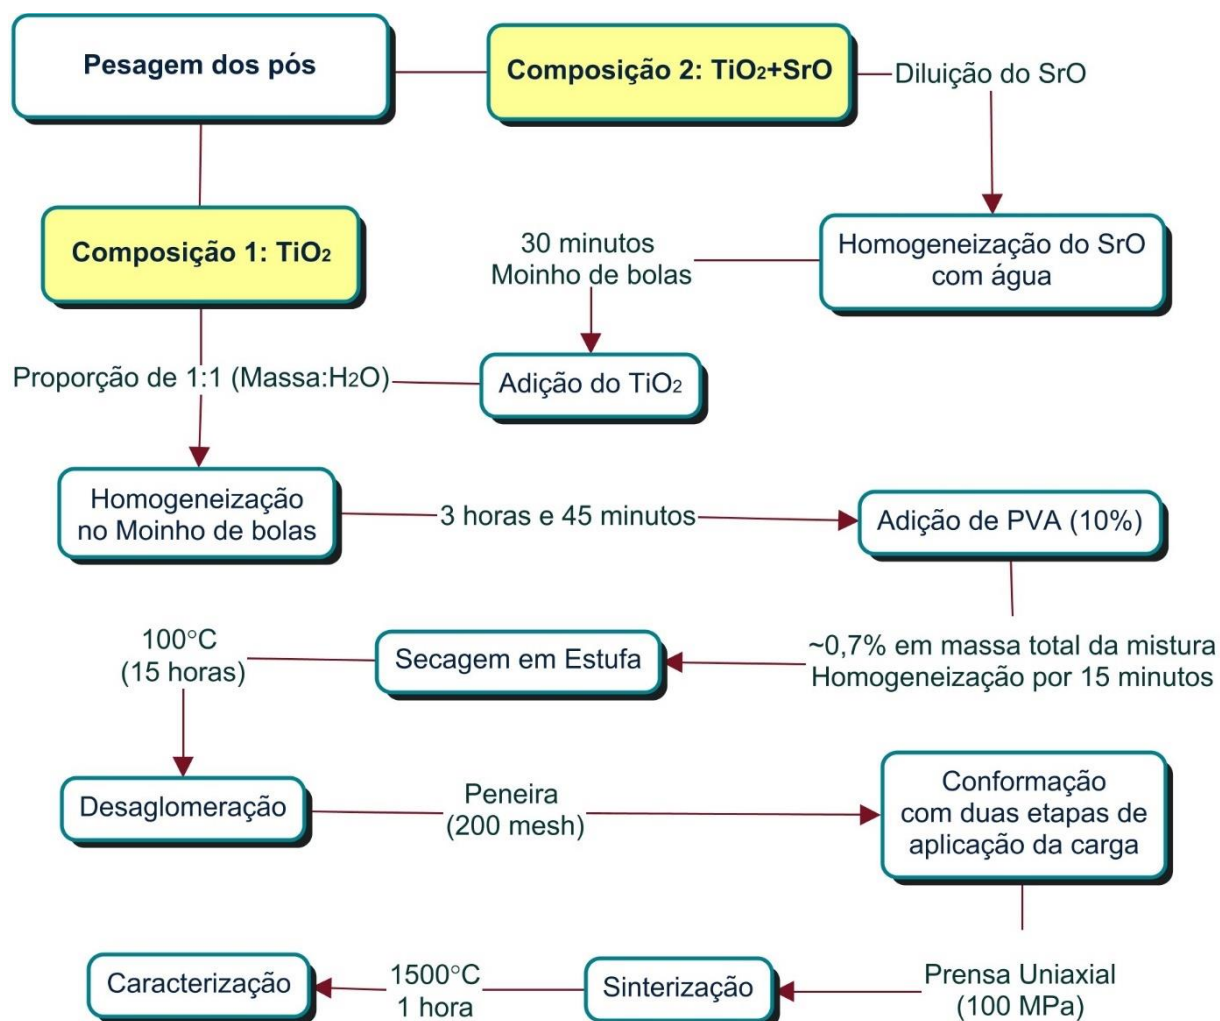 Pesagem dos pós
Composição 2: TiO₂+SrO
Diluição do SrO
Composição 1: TiO₂
30 minutos
Moinho de bolas
Homogeneização do SrO
com água
Proporção de 1:1 (Massa:H₂O)
Adição do TiO₂
Homogeneização
no Moinho de bolas
3 horas e 45 minutos
Adição de PVA (10%)
100°C
(15 horas)
Secagem em Estufa
~0,7% em massa total da mistura
Homogeneização por 15 minutos
Desaglomeração
Peneira
(200 mesh)
Conformação
com duas etapas de
aplicação da carga
Caracterização
1500°C
1 hora
Sinterização
Prensa Uniaxial
(100 MPa)